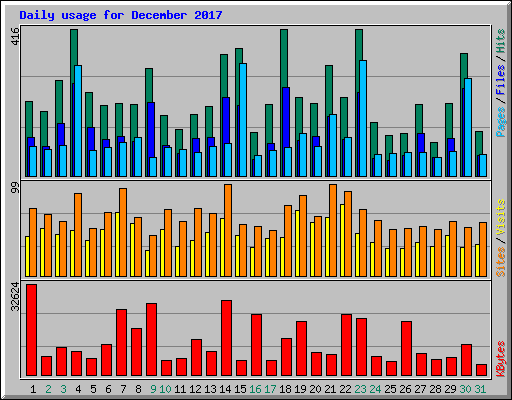 Daily usage for December 2017
416
Pages / Files / Hits
99
Sites / Visits
32624
KBytes
1 2 3 4 5 6 7 8 9 10 11 12 13 14 15 16 17 18 19 20 21 22 23 24 25 26 27 28 29 30 31